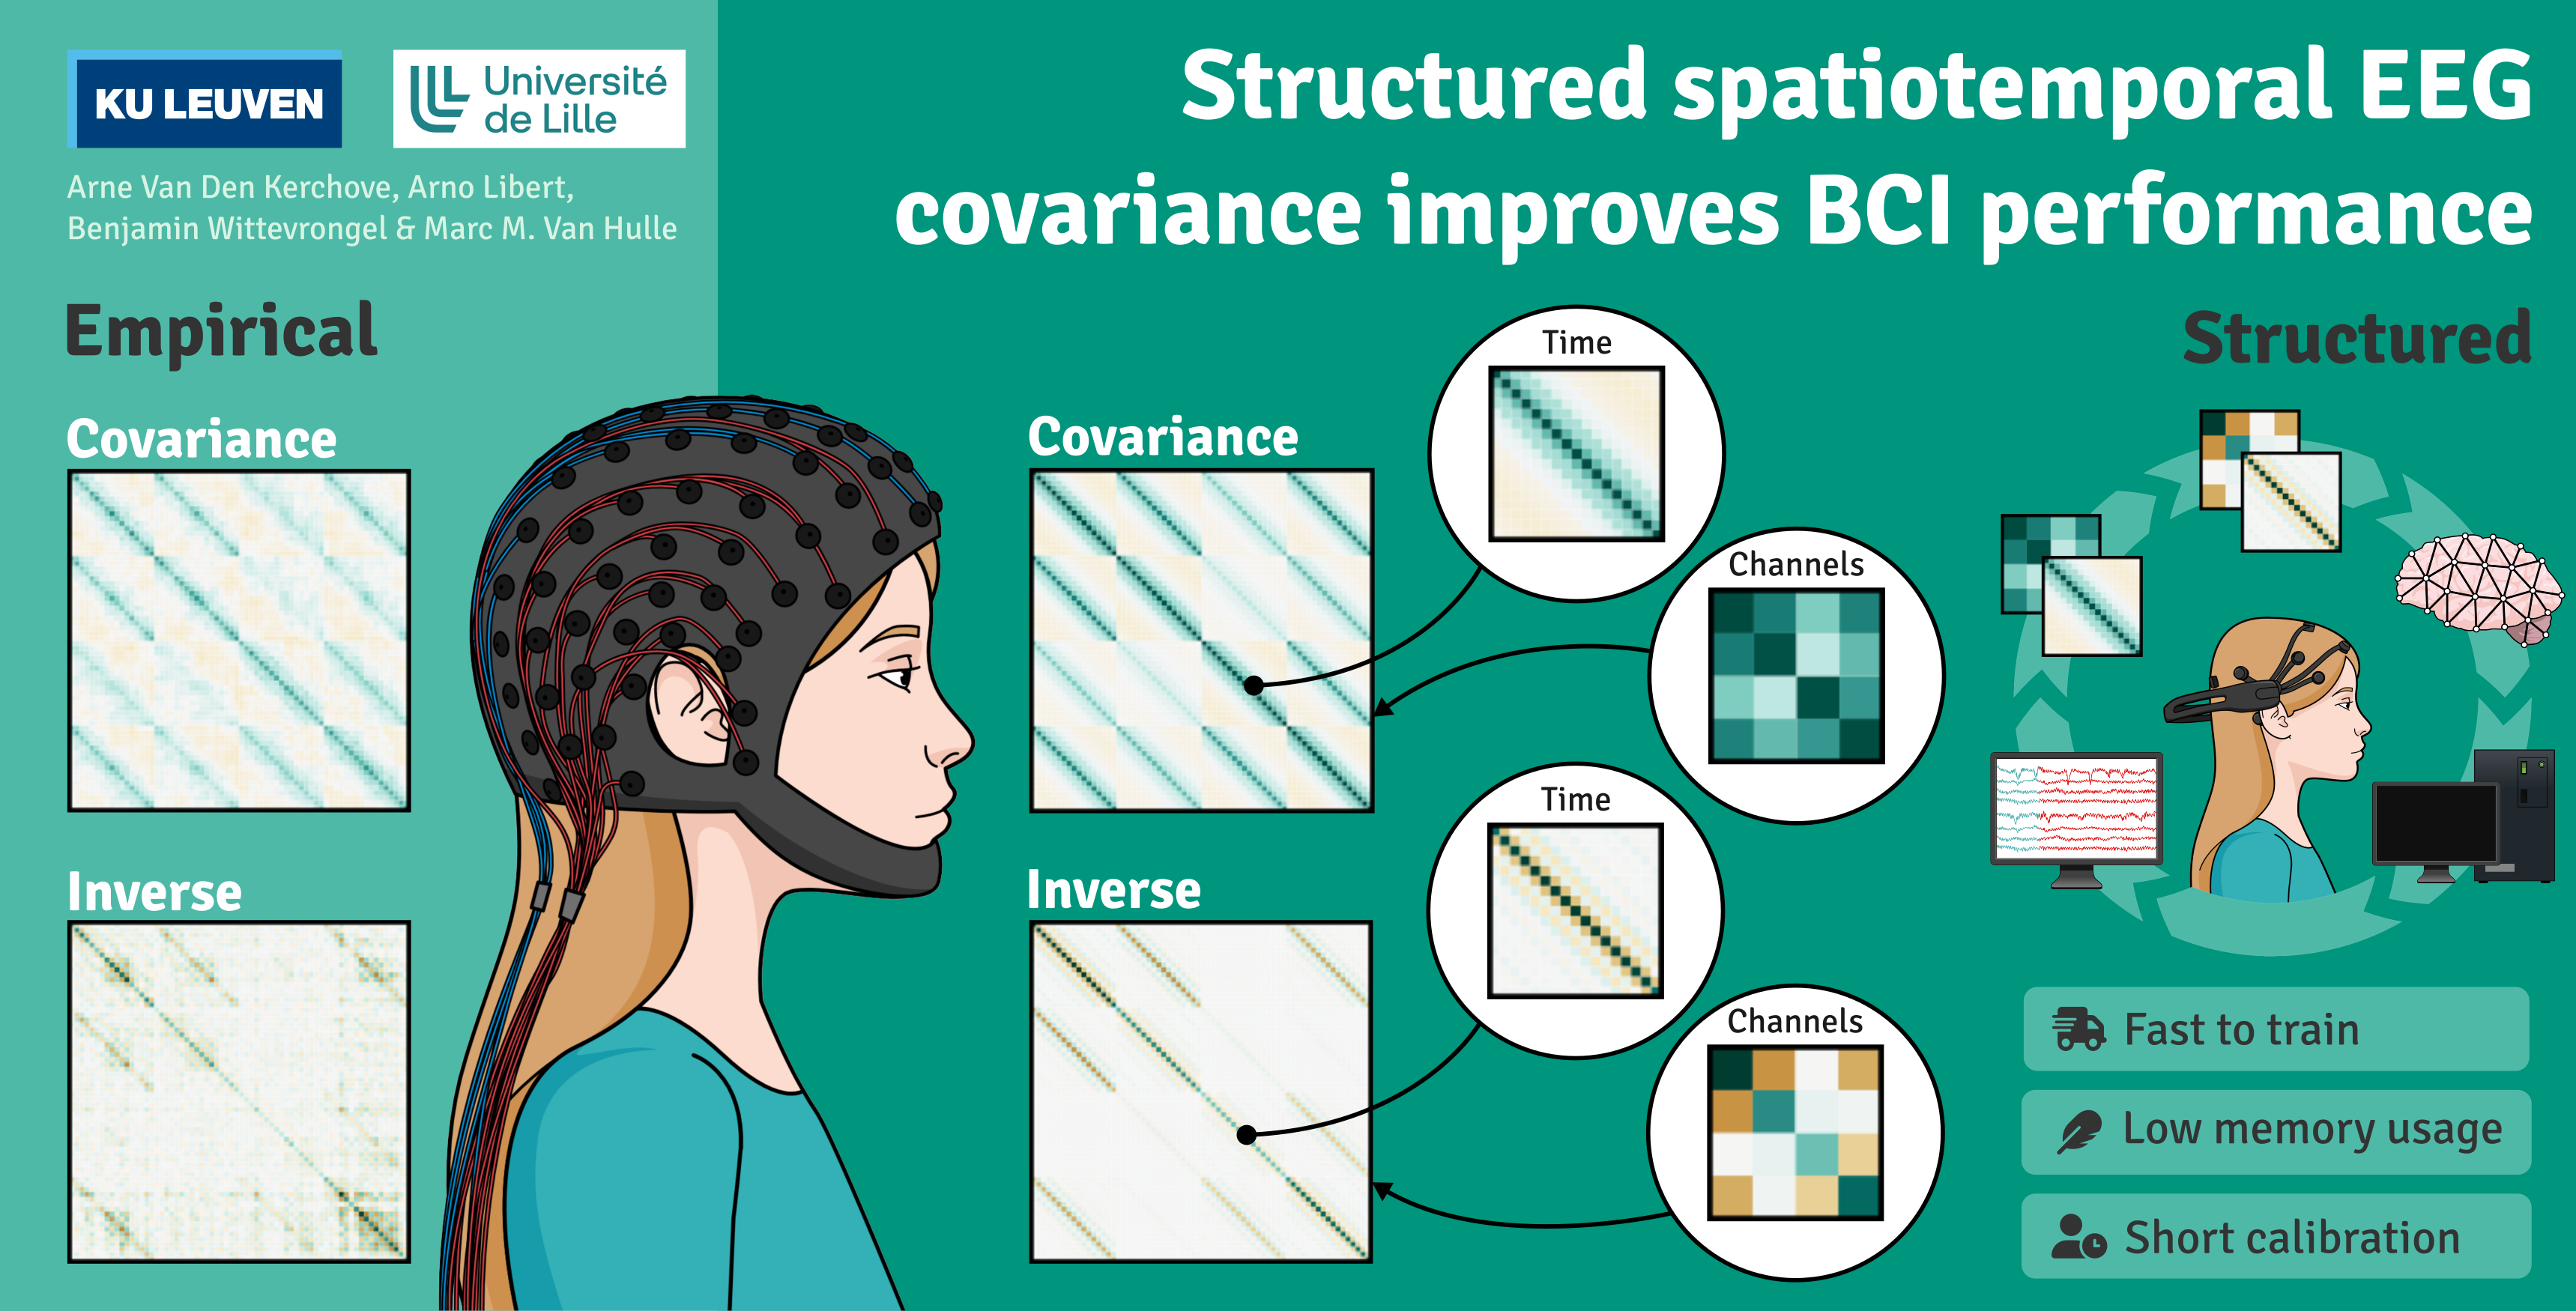 KU LEUVEN
Université
de Lille
Arne Van Den Kerchove, Arno Libert,
Benjamin Wittevrongel & Marc M. Van Hulle
Structured spatiotemporal EEG
covariance improves BCI performance
Empirical
Covariance
Inverse
Covariance
Time
Channels
Inverse
Time
Channels
Structured
Fast to train
Low memory usage
Short calibration